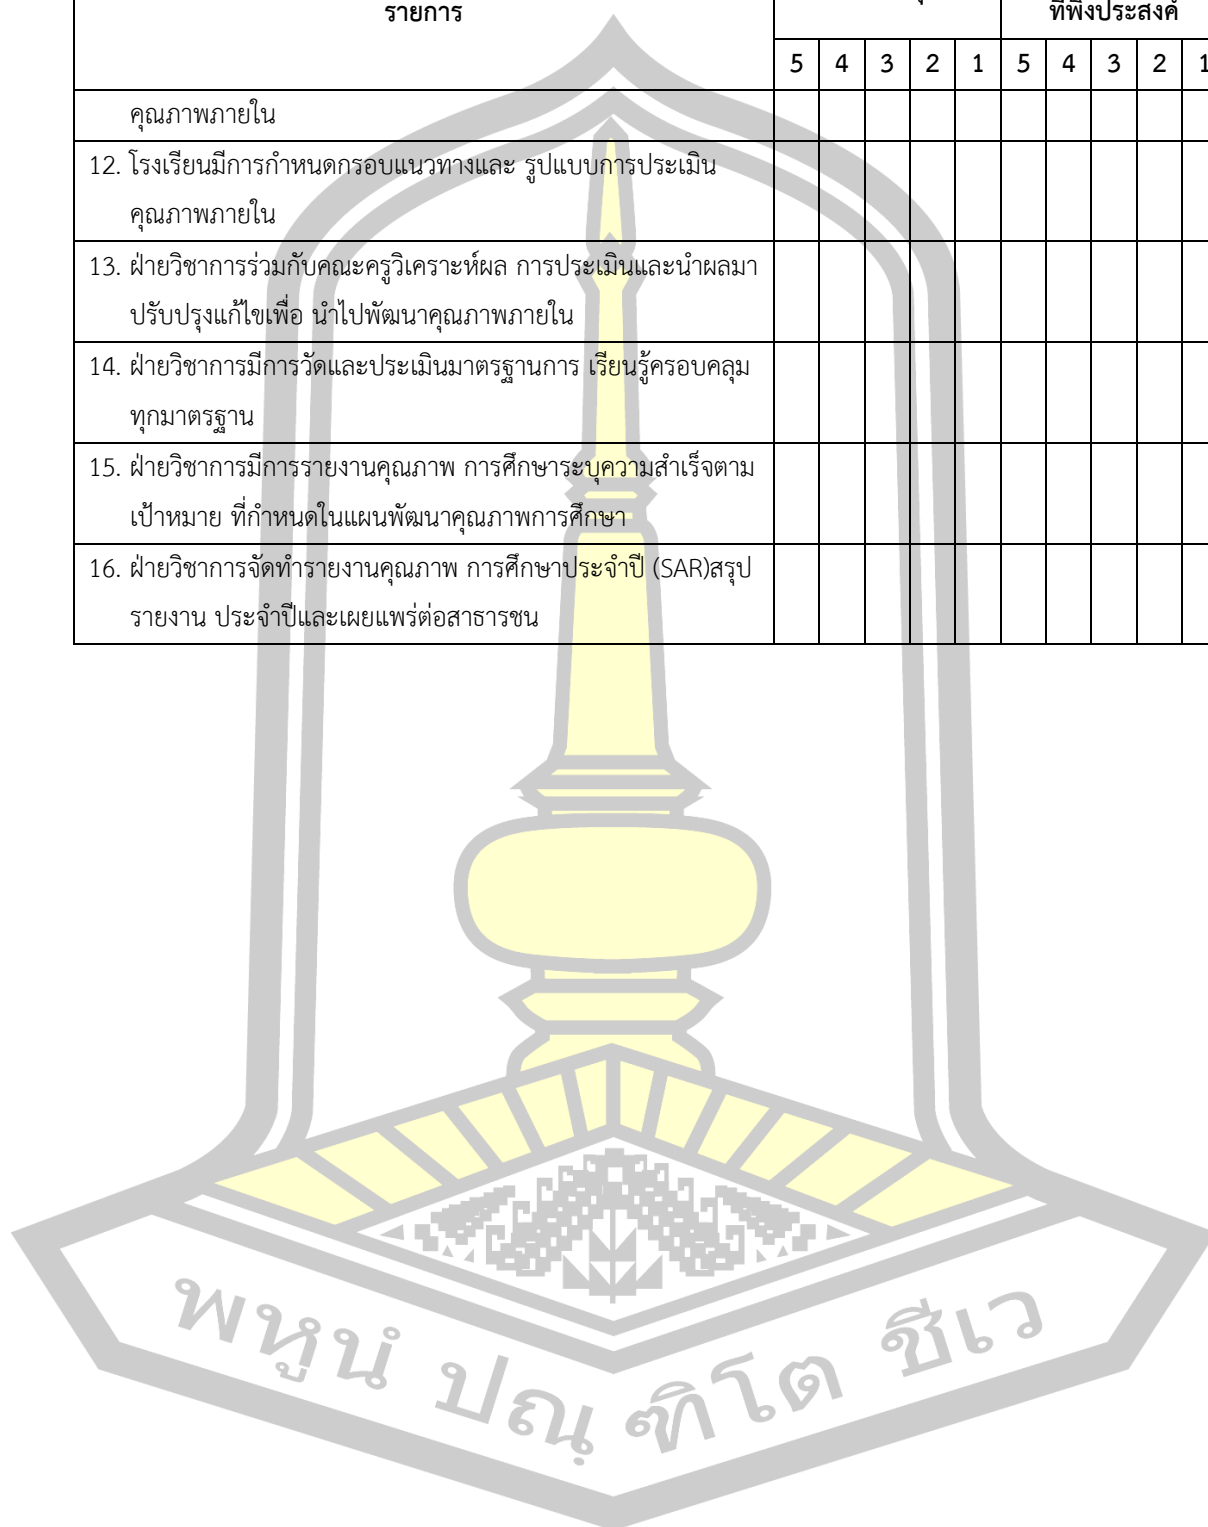 รายการ
ที่พึงประสงค์
5 4 3 2 1 5 4 3 2 1
คุณภาพภายใน
12. โรงเรียนมีการกำหนดกรอบแนวทางและ รูปแบบการประเมิน
คุณภาพภายใน
13. ฝ่ายวิชาการร่วมกับคณะครูวิเคราะห์ผล การประเมินและนำผลมา
ปรับปรุงแก้ไขเพื่อ นำไปพัฒนาคุณภาพภายใน
14. ฝ่ายวิชาการมีการวัดและประเมินมาตรฐานการ เรียนรู้ครอบคลุม
ทุกมาตรฐาน
15. ฝ่ายวิชาการมีการรายงานคุณภาพ การศึกษาระบุความสำเร็จตาม
เป้าหมาย ที่กำหนดในแผนพัฒนาคุณภาพการศึกษา
16. ฝ่ายวิชาการจัดทำรายงานคุณภาพ การศึกษาประจำปี (SAR)สรุป
รายงาน ประจำปีและเผยแพร่ต่อสาธารชน
พหูนํ ปณฺฑิโต ชีเว